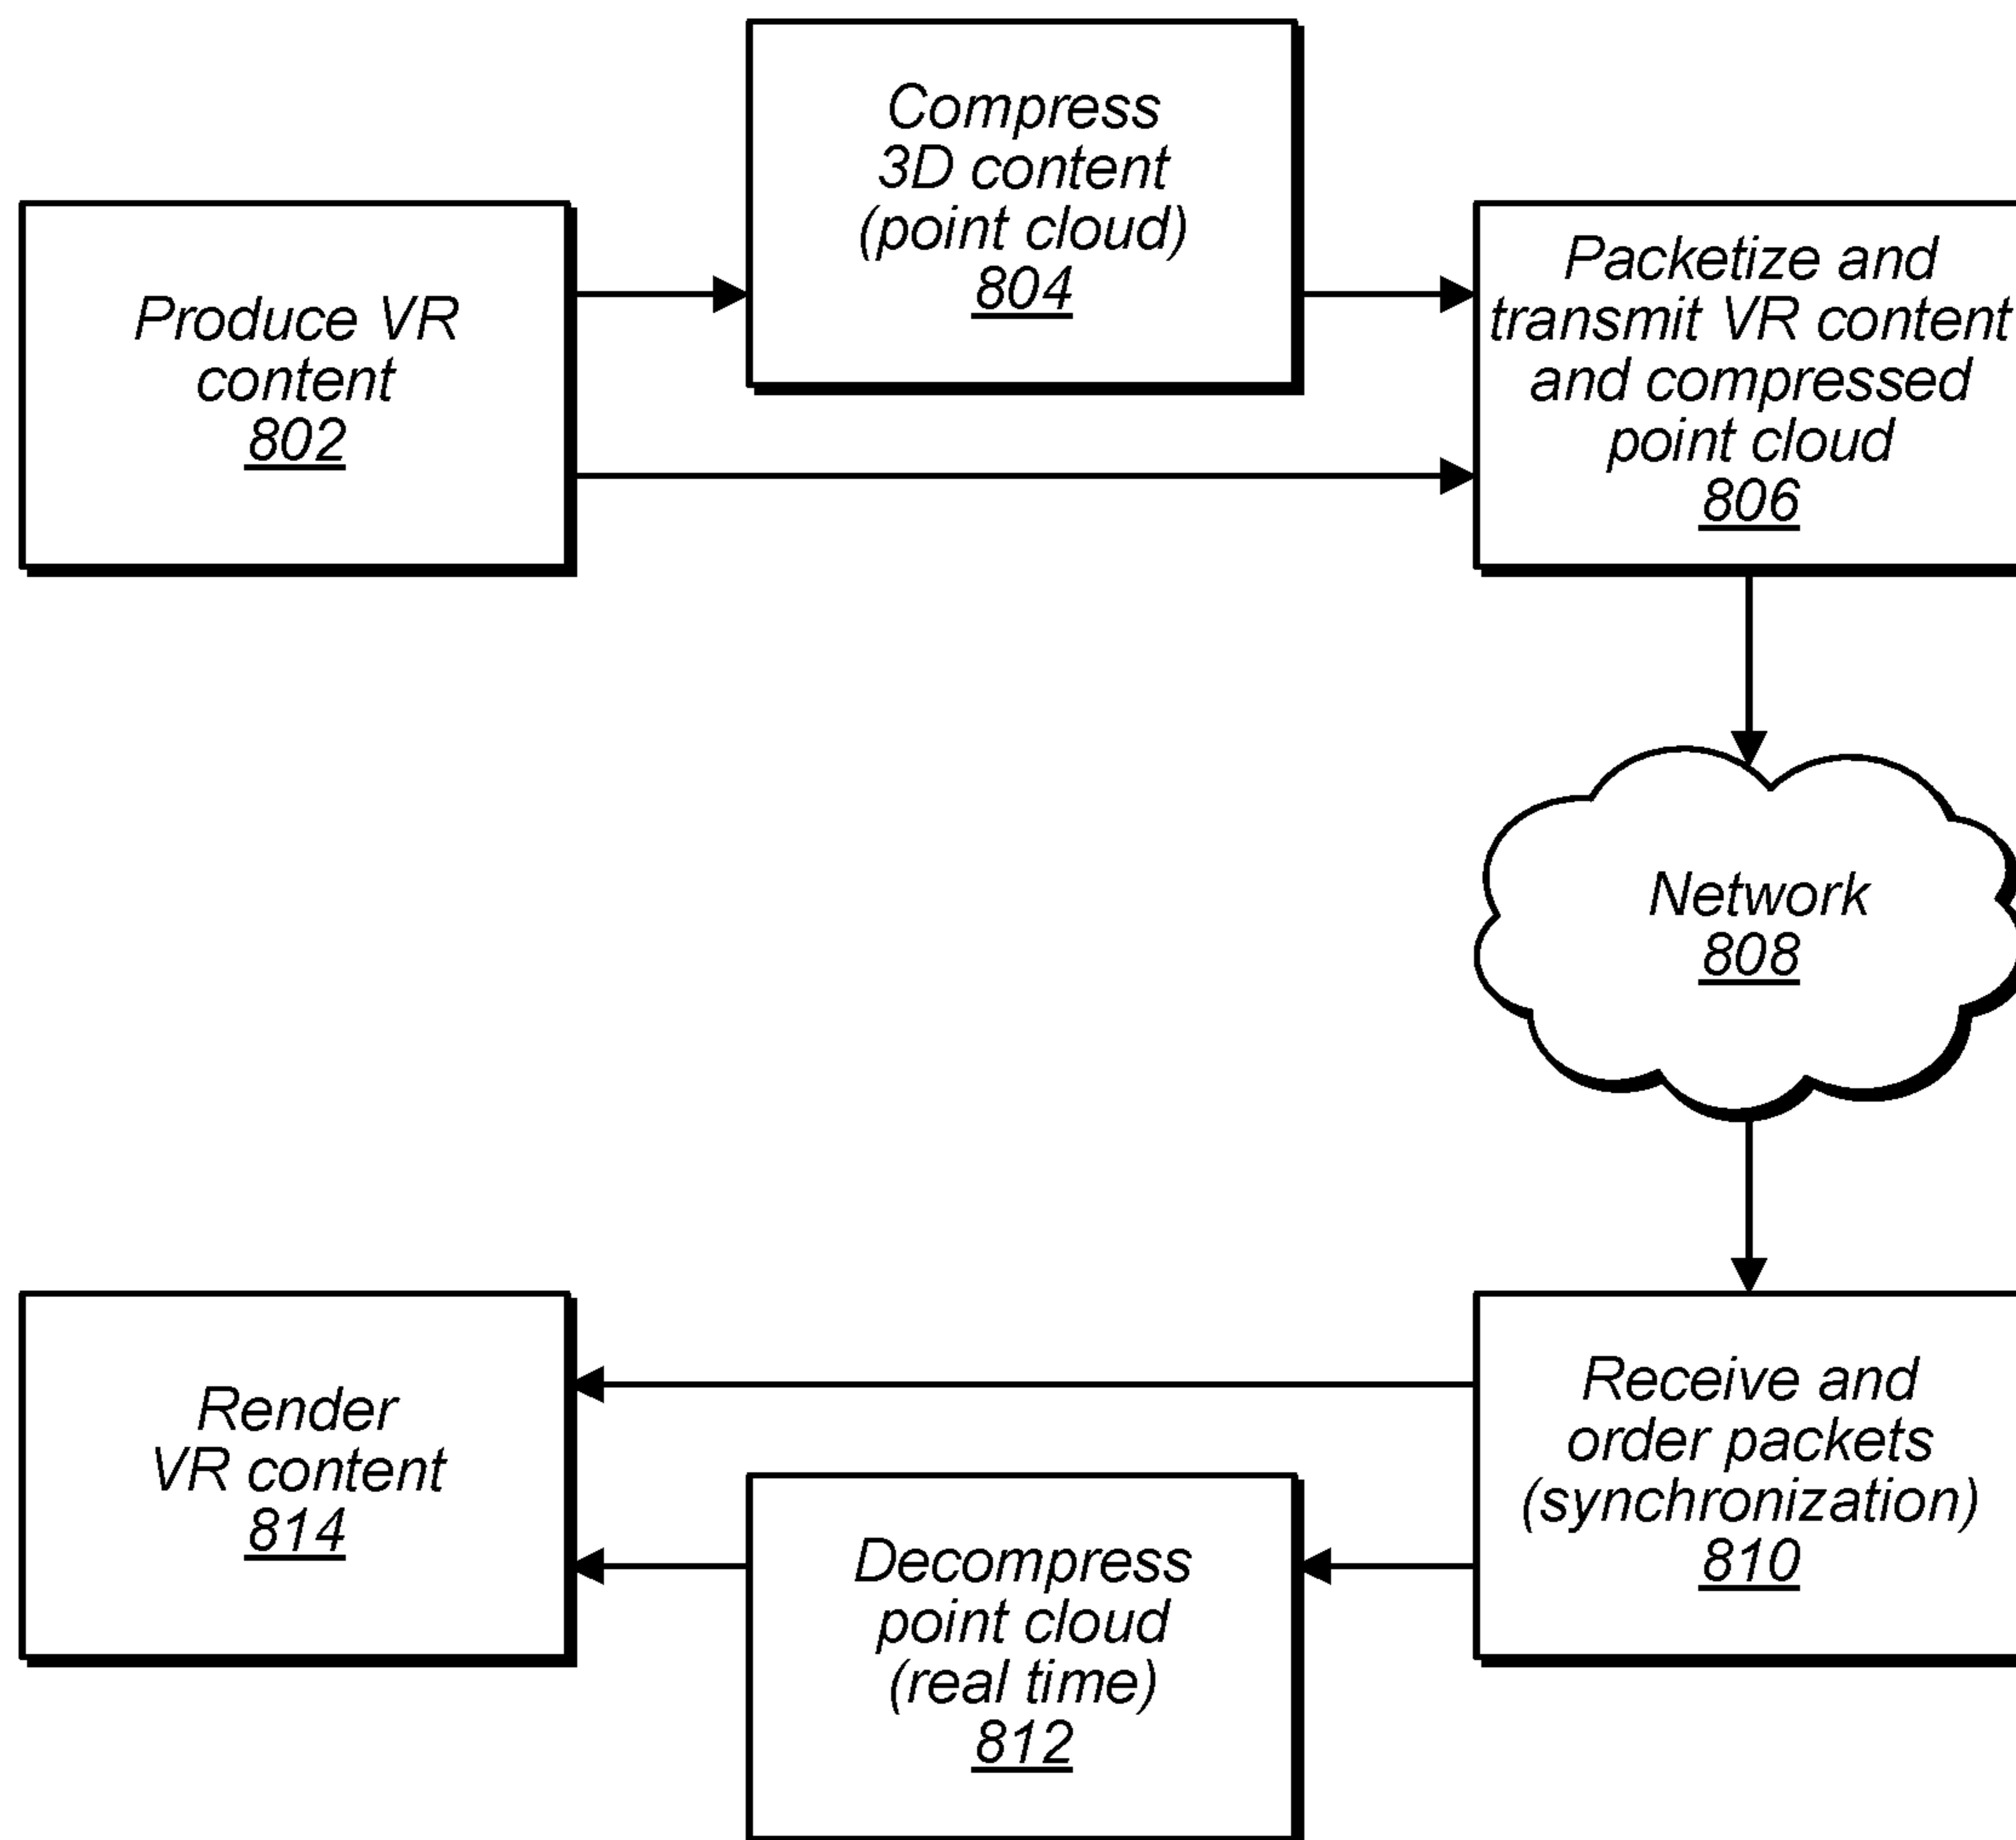 Compress
3D content
(point cloud)
804
Produce VR
content
802
Packetize and
transmit VR content
and compressed
point cloud
806
Network
808
Render
VR content
814
Receive and
order packets
(synchronization)
810
Decompress
point cloud
(real time)
812